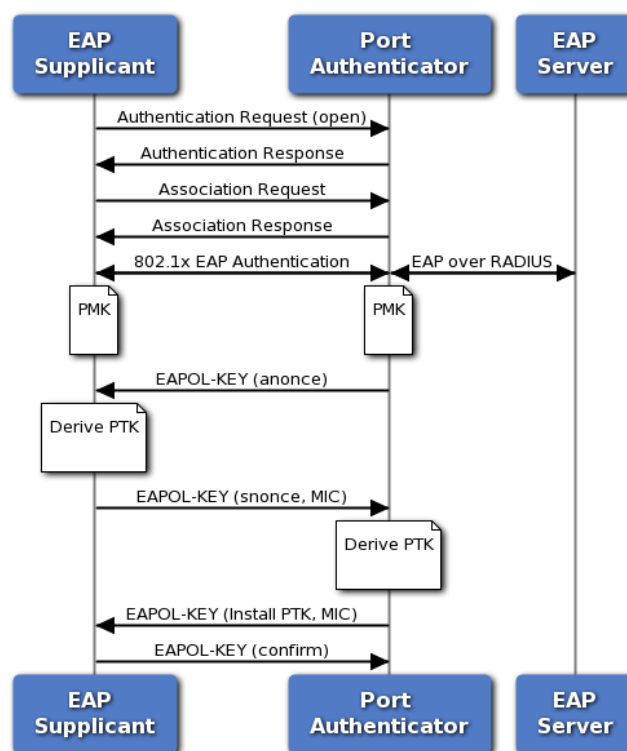 EAP
Supplicant
Port
Authenticator
EAP
Server
Authentication Request (open)
Authentication Response
Association Request
Association Response
802.1x EAP Authentication
EAP over RADIUS
PMK
PMK
EAPOL-KEY (anonce)
Derive PTK
EAPOL-KEY (snonce, MIC)
Derive PTK
EAPOL-KEY (Install PTK, MIC)
EAPOL-KEY (confirm)
EAP
Supplicant
Port
Authenticator
EAP
Server